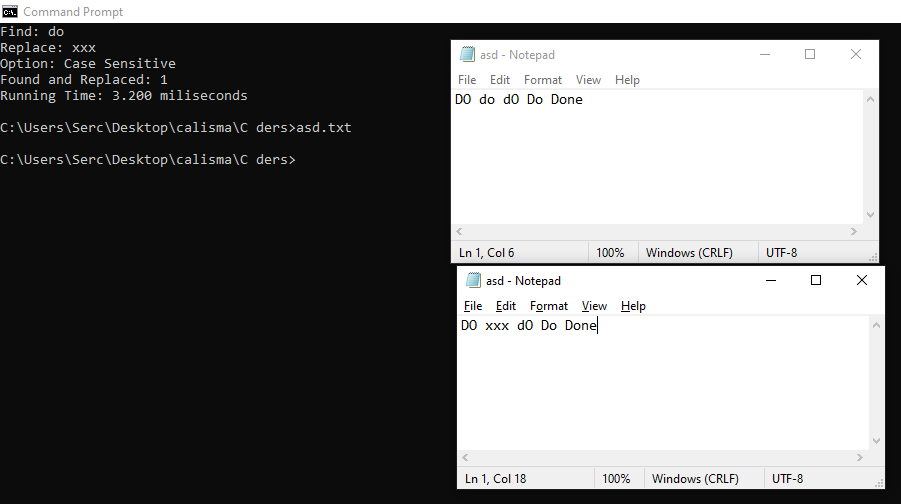 Command Prompt
Find: do
Replace: xxx
Option: Case Sensitive
Found and Replaced: 1
Running Time: 3.200 miliseconds
C:\Users\Serc\Desktop\calisma\C ders>asd.txt
C:\Users\Serc\Desktop\calisma\C ders>
asd - Notepad
File Edit Format View Help
DO do dO Do Done
Ln 1, Col 6 100% Windows (CRLF) UTF-8
asd - Notepad
File Edit Format View Help
DO xxx dO Do Done
Ln 1, Col 18 100% Windows (CRLF) UTF-8